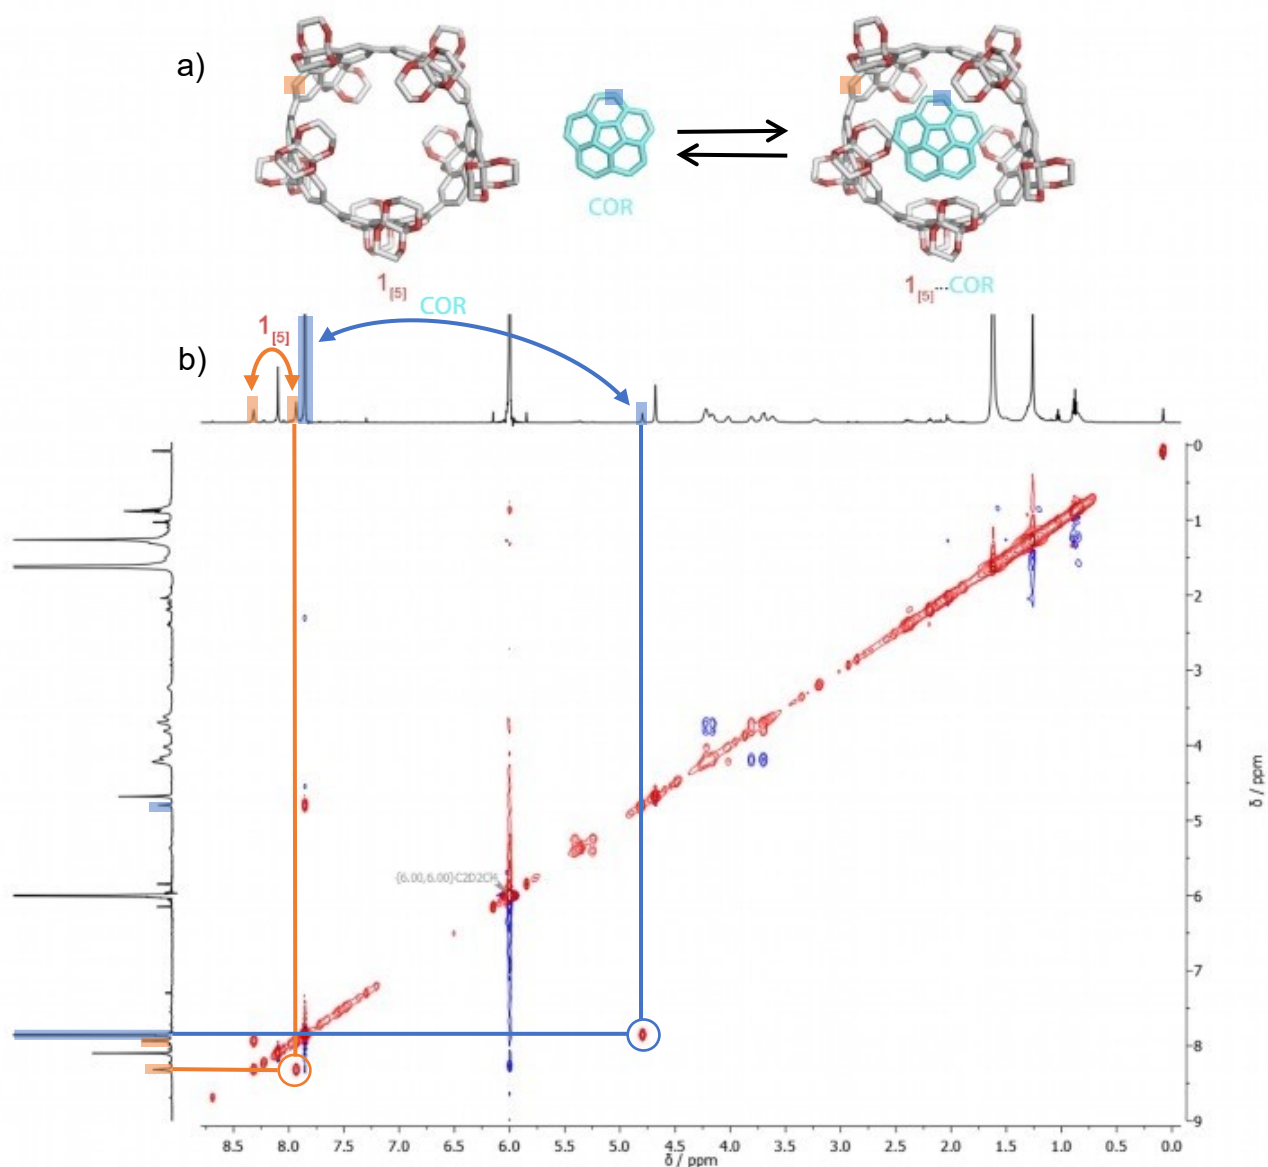 a)
COR
1[5]
1[5]···COR
COR
1[5]
b)
0
1
2
3
4
5
{6.00,6.00}C2D2Cl4
6
7
8
9
δ / ppm
8.5 8.0 7.5 7.0 6.5 6.0 5.5 5.0 4.5 4.0 3.5 3.0 2.5 2.0 1.5 1.0 0.5 0.0
δ / ppm